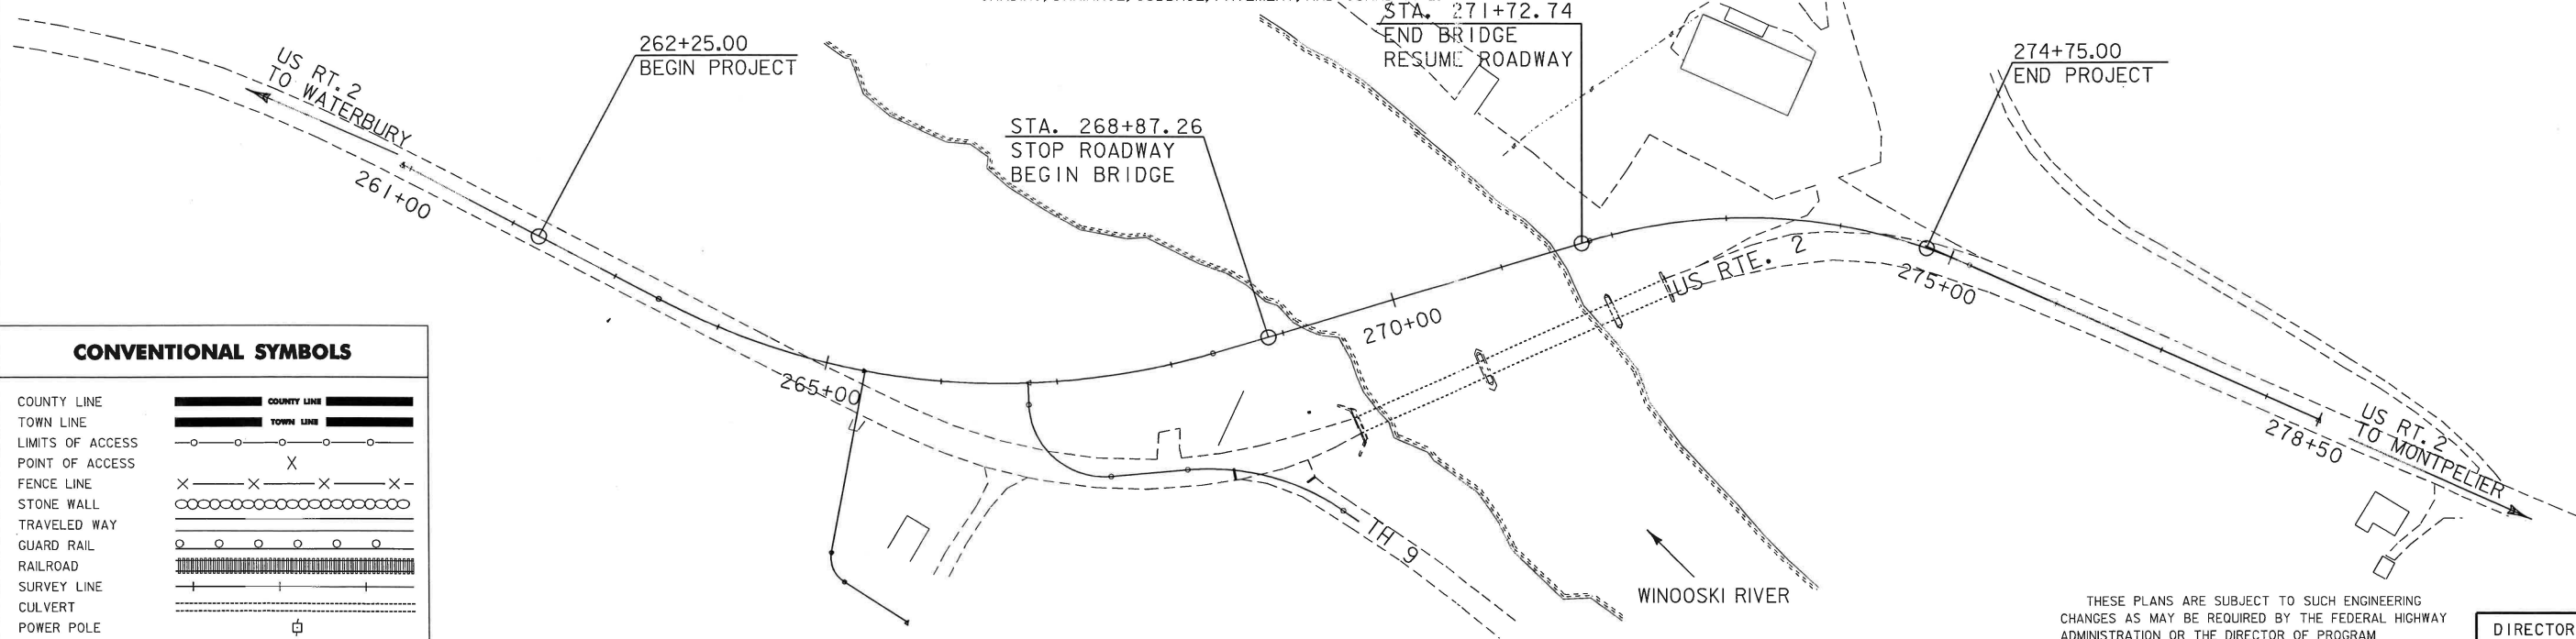 STA. 271+72.74
END BRIDGE
RESUME ROADWAY
262+25.00
BEGIN PROJECT
274+75.00
END PROJECT
US RT. 2
TO WATERBURY
STA. 268+87.26
STOP ROADWAY
BEGIN BRIDGE
261+00
US RTE. 2
275+00
270+00
265+00
278+50
US RT. 2
TO MONTPELIER
TH 9
WINOOSKI RIVER
CONVENTIONAL SYMBOLS
COUNTY LINE
COUNTY LINE
TOWN LINE
TOWN LINE
LIMITS OF ACCESS
POINT OF ACCESS
FENCE LINE
STONE WALL
TRAVELED WAY
GUARD RAIL
RAILROAD
SURVEY LINE
CULVERT
POWER POLE
THESE PLANS ARE SUBJECT TO SUCH ENGINEERING
CHANGES AS MAY BE REQUIRED BY THE FEDERAL HIGHWAY
ADMINISTRATION OR THE DIRECTOR OF PROGRAM
DIRECTOR